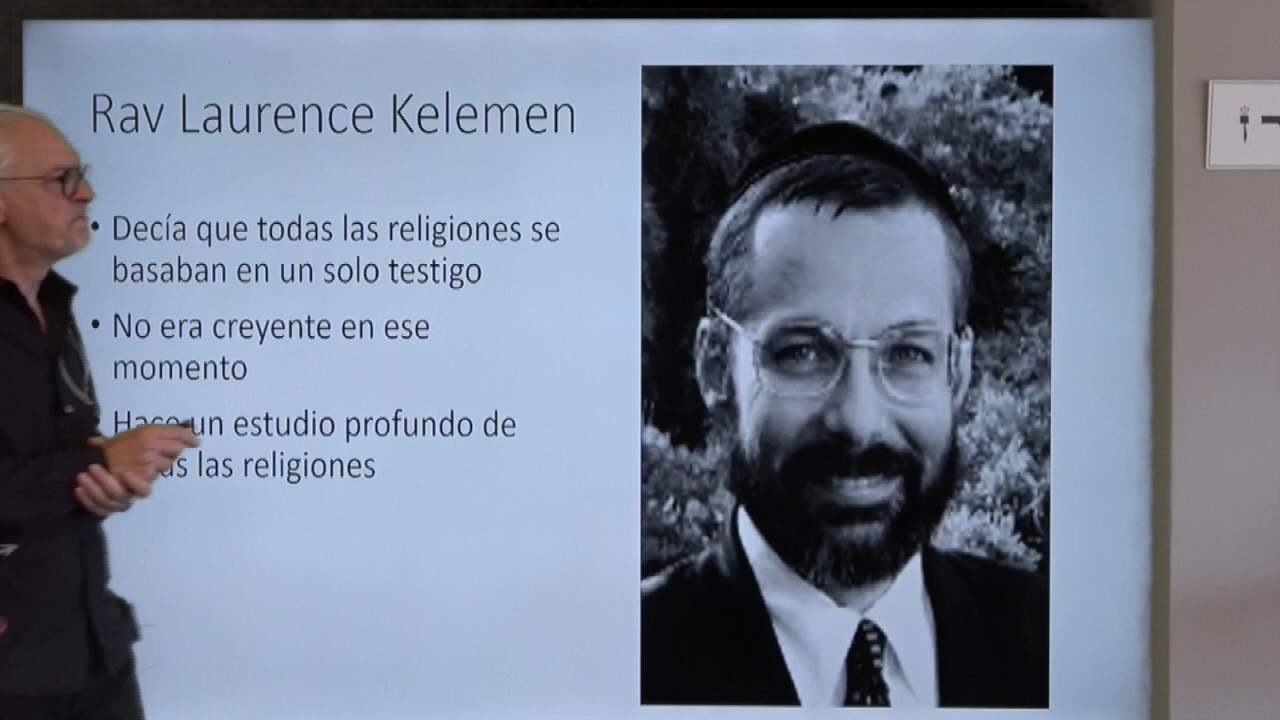 Rav Laurence Kelemen
• Decía que todas las religiones se
basaban en un solo testigo
• No era creyente en ese
momento
Hace un estudio profundo de
las religiones